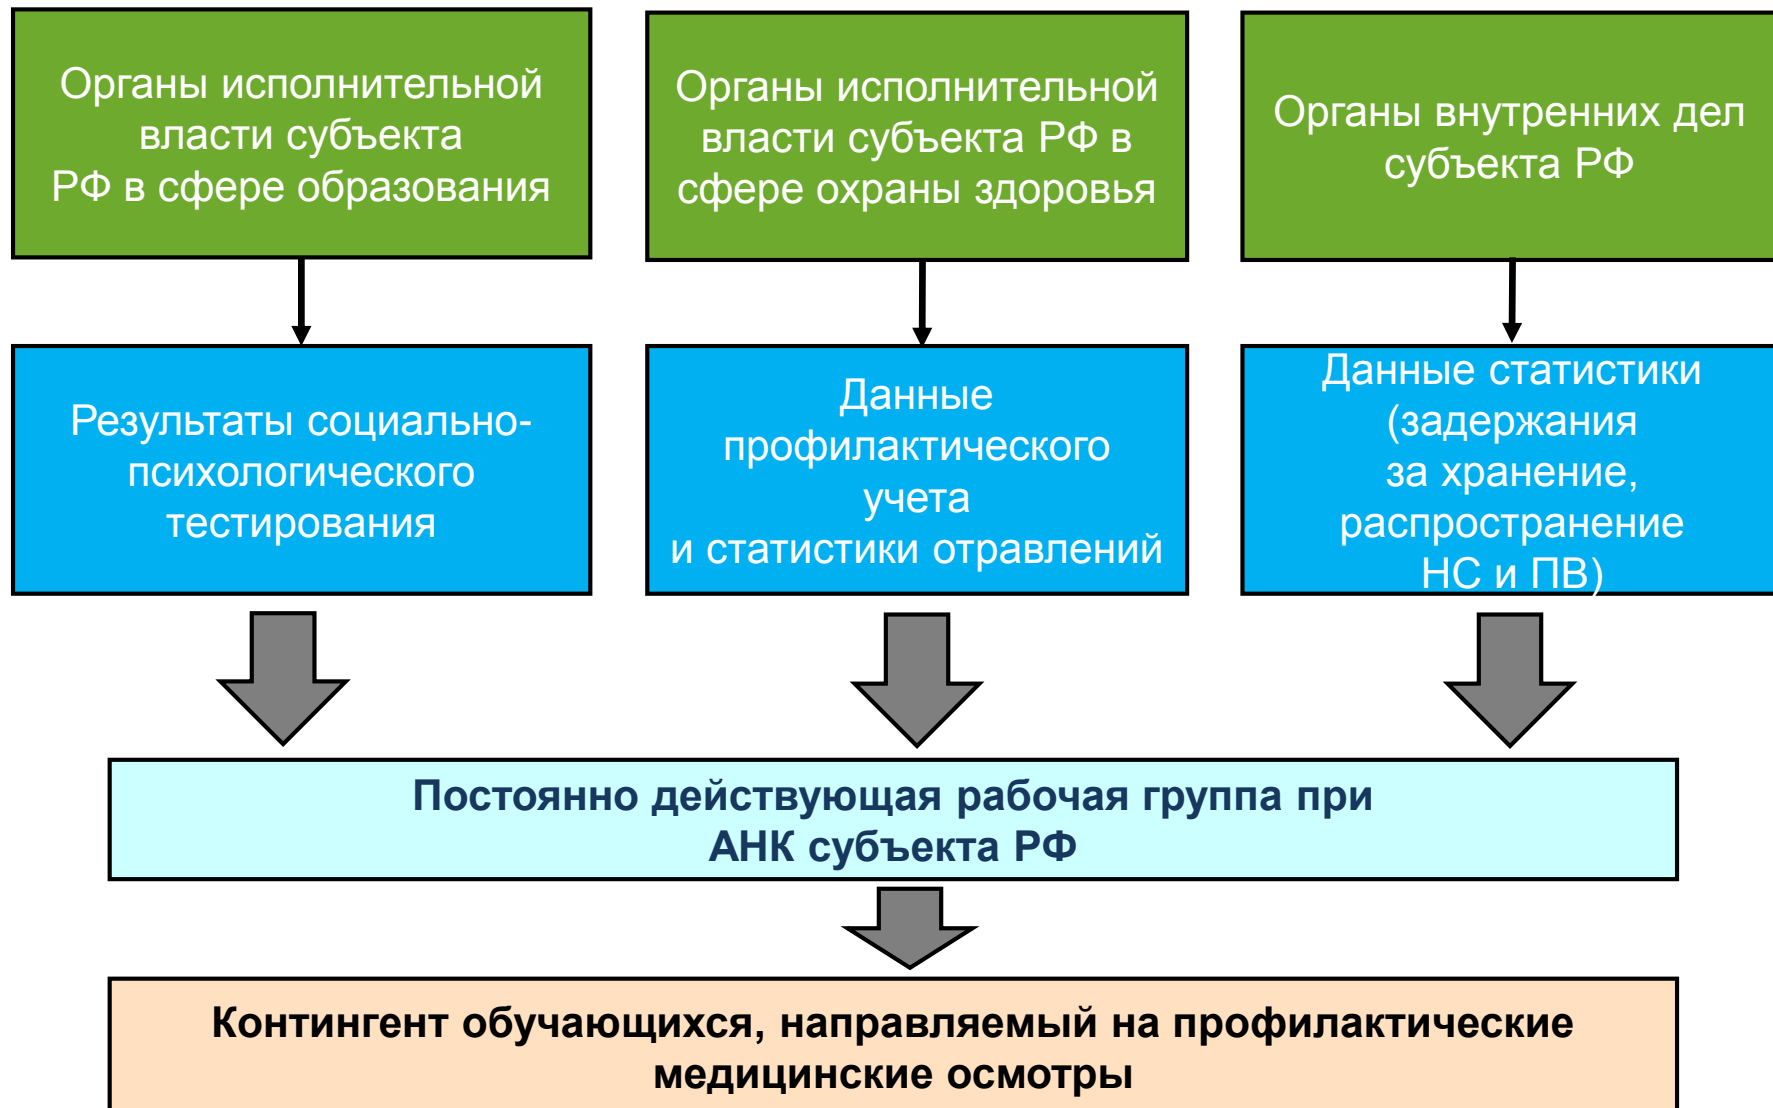 Органы исполнительной
власти субъекта
РФ в сфере образования
Органы исполнительной
власти субъекта РФ в
сфере охраны здоровья
Органы внутренних дел
субъекта РФ
Результаты социально-
психологического
тестирования
Данные
профилактического
учета
и статистики отравлений
Данные статистики
(задержания
за хранение,
распространение
НС и ПВ)
Постоянно действующая рабочая группа при
АНК субъекта РФ
Контингент обучающихся, направляемый на профилактические
медицинские осмотры